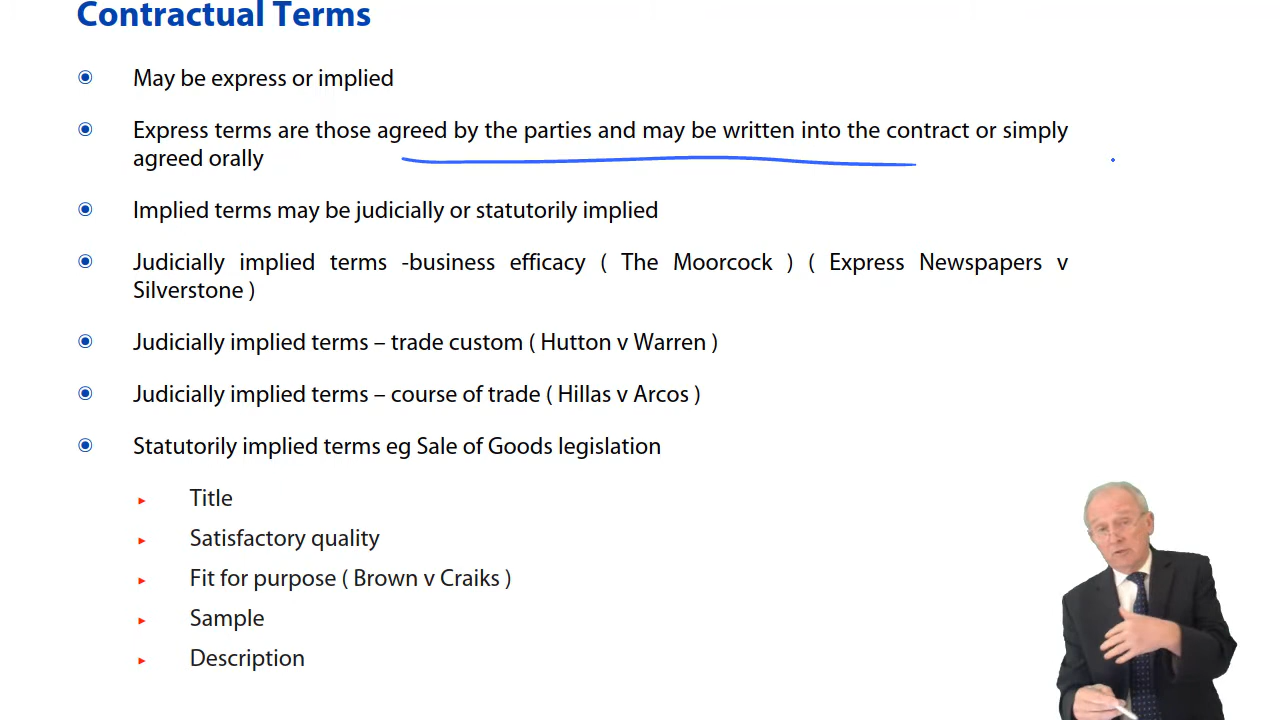 Contractual Terms
May be express or implied
Express terms are those agreed by the parties and may be written into the contract or simply
agreed orally
Implied terms may be judicially or statutorily implied
Judicially implied terms -business efficacy ( The Moorcock ) ( Express Newspapers v
Silverstone )
Judicially implied terms – trade custom ( Hutton v Warren )
Judicially implied terms – course of trade ( Hillas v Arcos )
Statutorily implied terms eg Sale of Goods legislation
Title
Satisfactory quality
Fit for purpose ( Brown v Craiks )
Sample
Description